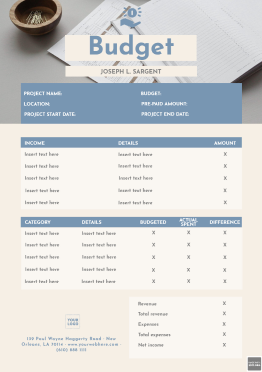 Budget
JOSEPH L. SARGENT
PROJECT NAME: BUDGET:
LOCATION: PRE-PAID AMOUNT:
PROJECT START DATE: PROJECT END DATE:
INCOME DETAILS AMOUNT
Insert text here Insert text here X
Insert text here Insert text here X
Insert text here Insert text here X
Insert text here Insert text here X
Insert text here Insert text here X
CATEGORY DETAILS BUDGETED ACTUAL SPENT DIFFERENCE
Insert text here Insert text here X X X
Insert text here Insert text here X X X
Insert text here Insert text here X X X
Insert text here Insert text here X X X
Insert text here Insert text here X X X
Revenue X
Total revenue X
Expenses X
Total expenses X
Net income X
YOUR
LOGO
Orleans, LA